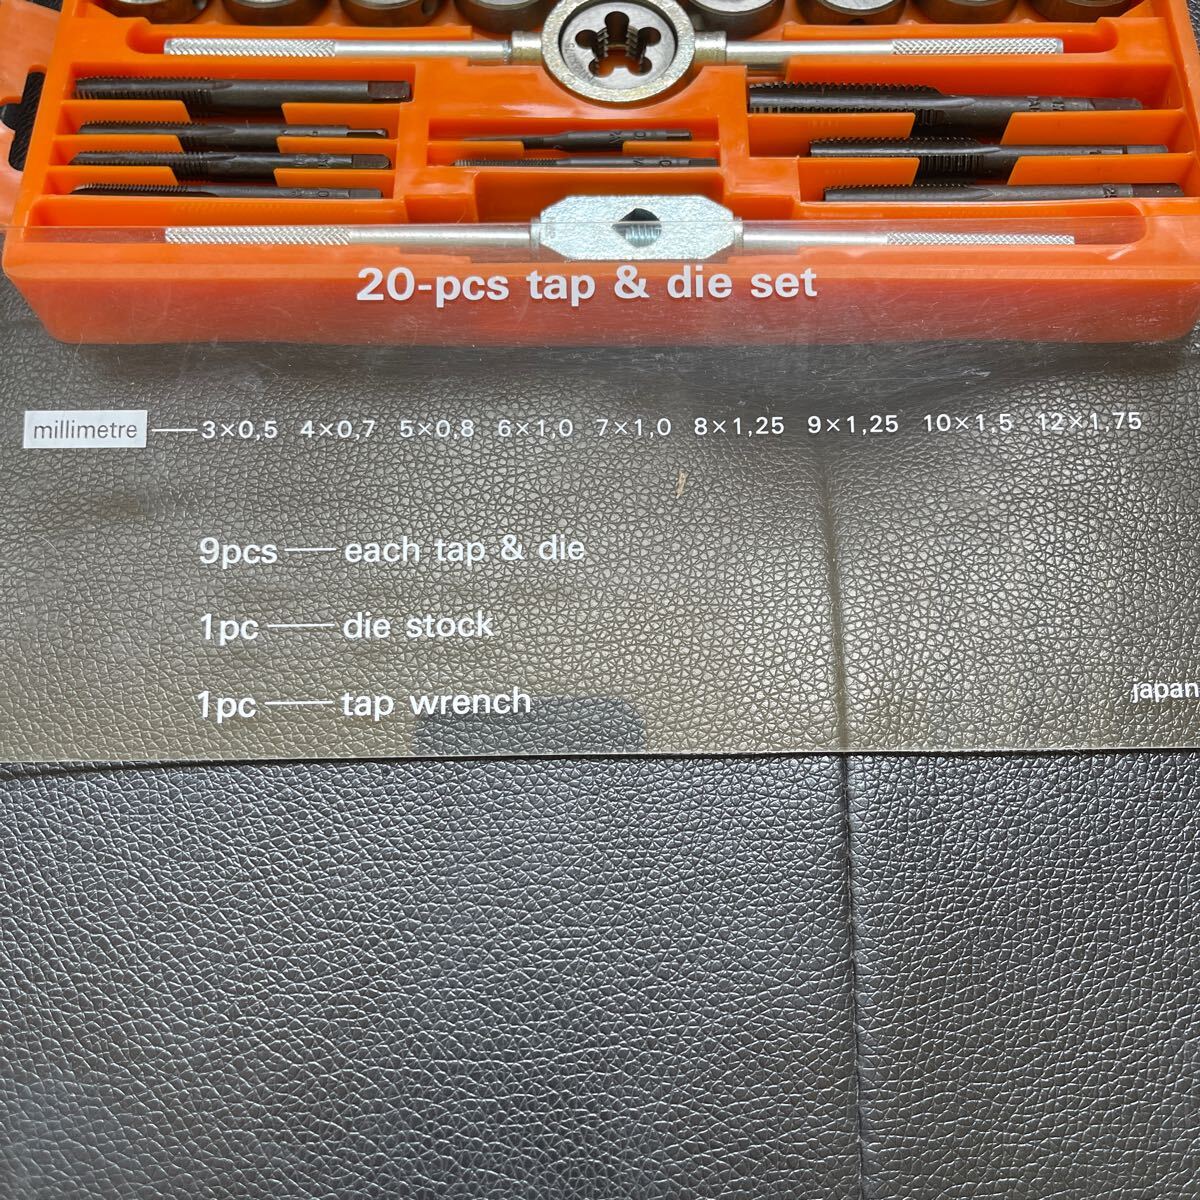 20-pcs tap & die set
millimetre — 3×0,5 4×0,7 5×0,8 6×1,0 7×1,0 8×1,25 9×1,25 10×1,5 12×1,75
9pcs — each tap & die
1pc — die stock
1pc — tap wrench
japan